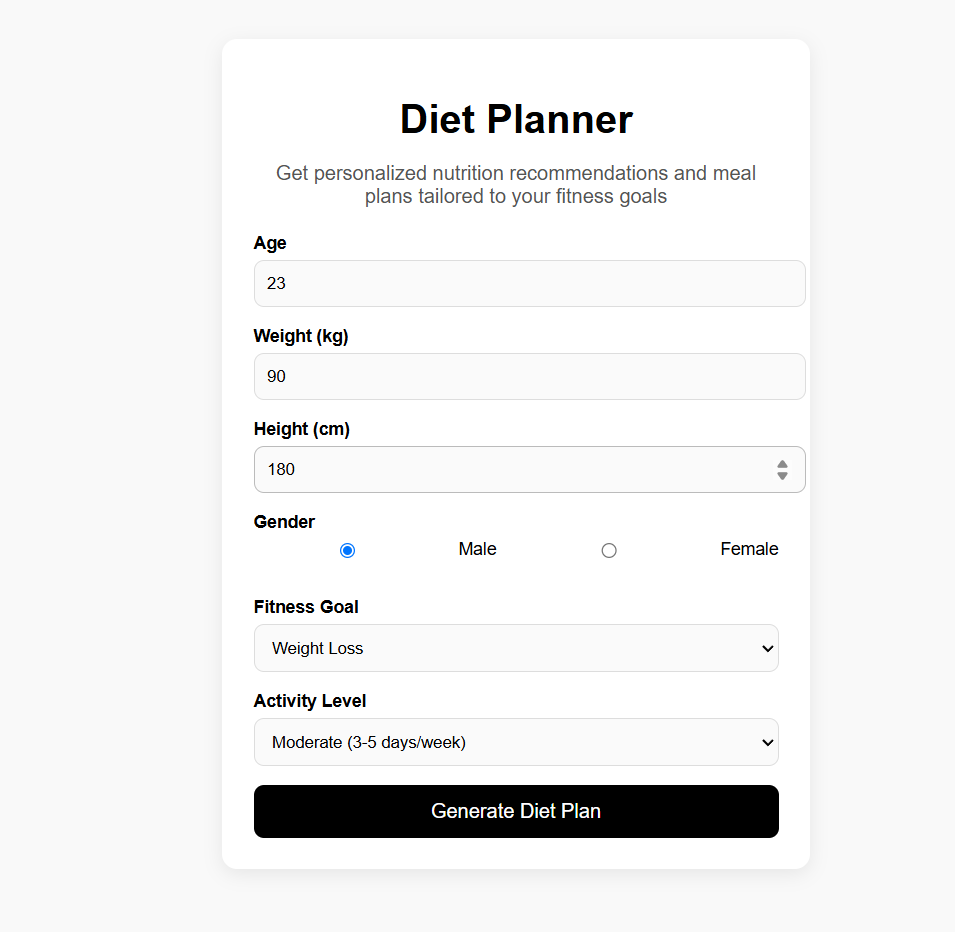 Diet Planner
Get personalized nutrition recommendations and meal
plans tailored to your fitness goals
Age
23
Weight (kg)
90
Height (cm)
180
Gender
Male Female
Fitness Goal
Weight Loss
Activity Level
Moderate (3-5 days/week)
Generate Diet Plan